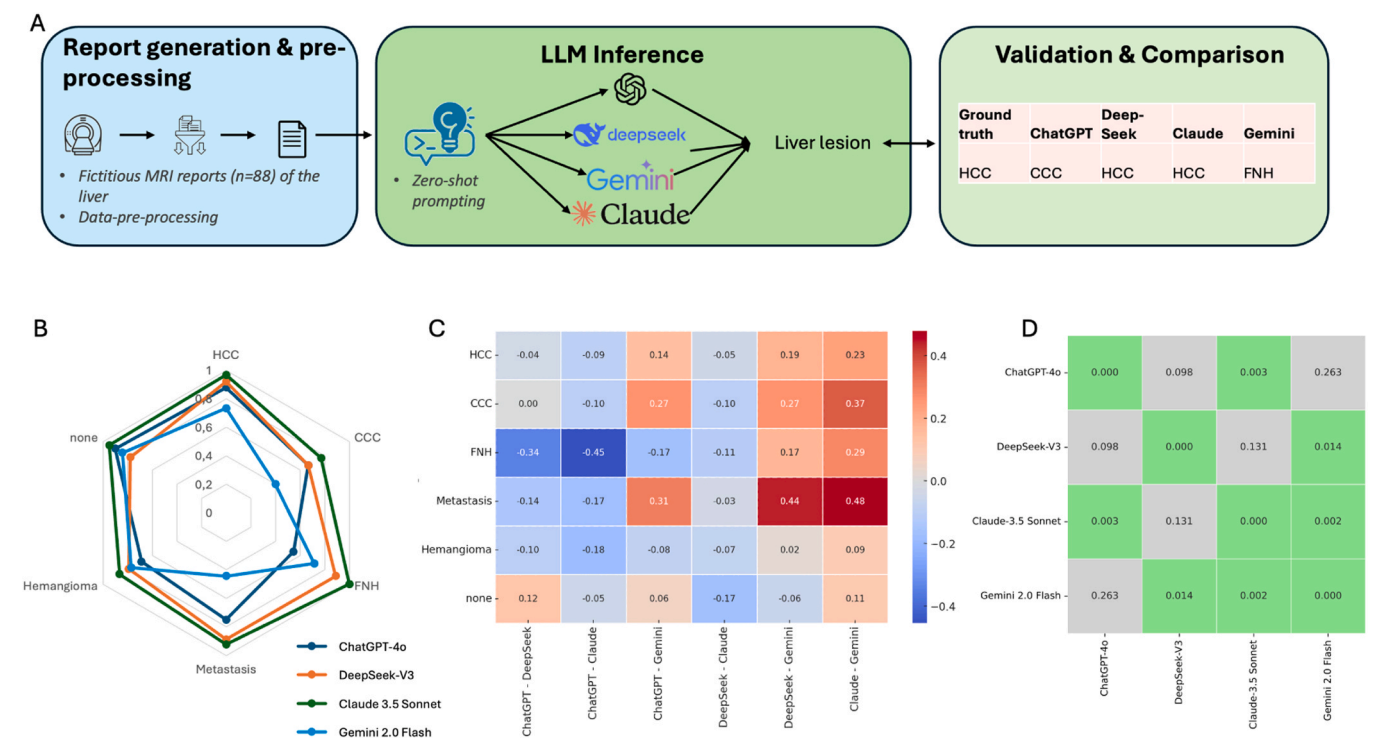 A
Report generation & pre-
processing
• Fictitious MRI reports (n=88) of the
liver
• Data-pre-processing
LLM Inference
• Zero-shot
prompting
deepseek
Gemini
Claude
Liver lesion
Validation & Comparison
Ground
truth ChatGPT Deep-
Seek Claude Gemini
HCC CCC HCC HCC FNH
B
HCC
CCC
FNH
Metastasis
Hemangioma
none
1
0,8
0,6
0,4
0,2
0
ChatGPT-4o
DeepSeek-V3
Claude 3.5 Sonnet
Gemini 2.0 Flash
C
HCC -0.04 -0.09 0.14 -0.05 0.19 0.23
CCC 0.00 -0.10 0.27 -0.10 0.27 0.37
FNH -0.34 -0.45 -0.17 -0.11 0.17 0.29
Metastasis -0.14 -0.17 0.31 -0.03 0.44 0.48
Hemangioma -0.10 -0.18 -0.08 -0.07 0.02 0.09
none 0.12 -0.05 0.06 -0.17 -0.06 0.11
ChatGPT - DeepSeek
ChatGPT - Claude
ChatGPT - Gemini
DeepSeek - Claude
DeepSeek - Gemini
Claude - Gemini
0.4
0.2
0.0
−0.2
−0.4
D
ChatGPT-4o 0.000 0.098 0.003 0.263
DeepSeek-V3 0.098 0.000 0.131 0.014
Claude-3.5 Sonnet 0.003 0.131 0.000 0.002
Gemini 2.0 Flash 0.263 0.014 0.002 0.000
ChatGPT-4o
DeepSeek-V3
Claude-3.5 Sonnet
Gemini 2.0 Flash